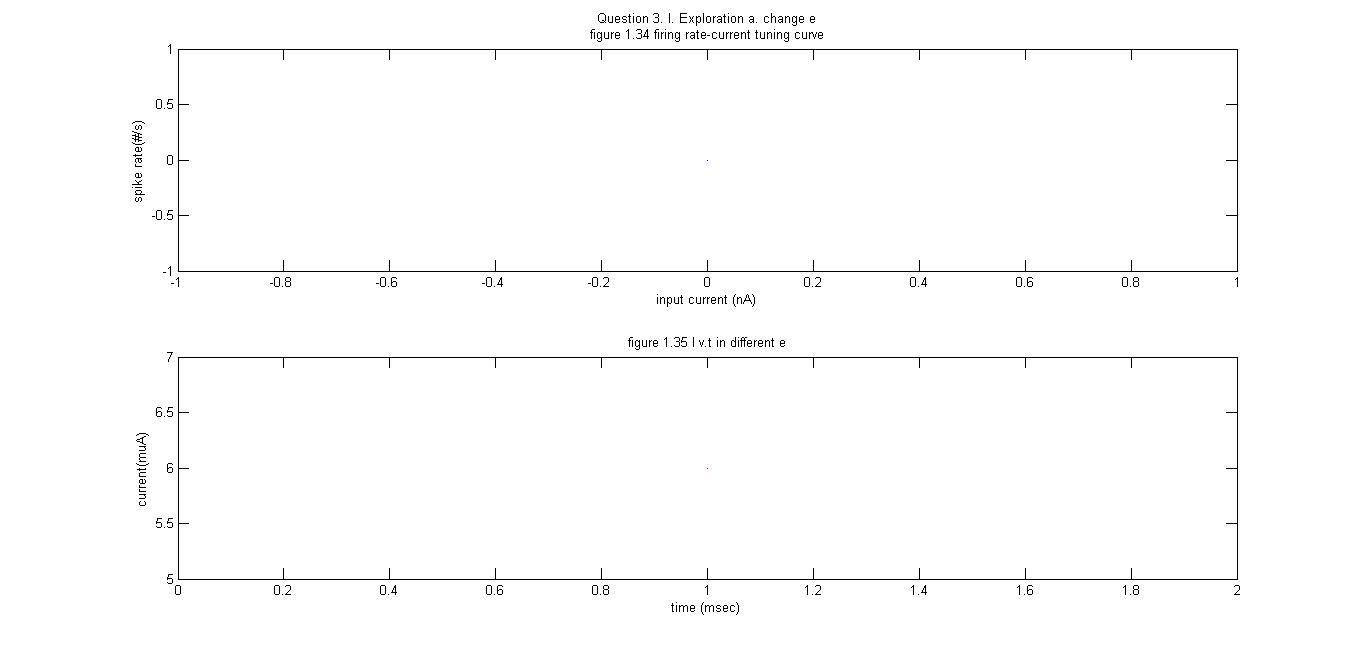 Question 3. I. Exploration a. change e
figure 1.34 firing rate-current tuning curve
1
0.5
0
-0.5
-1
spike rate(#/s)
-1 -0.8 -0.6 -0.4 -0.2 0 0.2 0.4 0.6 0.8 1
input current (nA)
figure 1.35 I v.t in different e
7
6.5
6
5.5
5
current(muA)
0 0.2 0.4 0.6 0.8 1 1.2 1.4 1.6 1.8 2
time (msec)